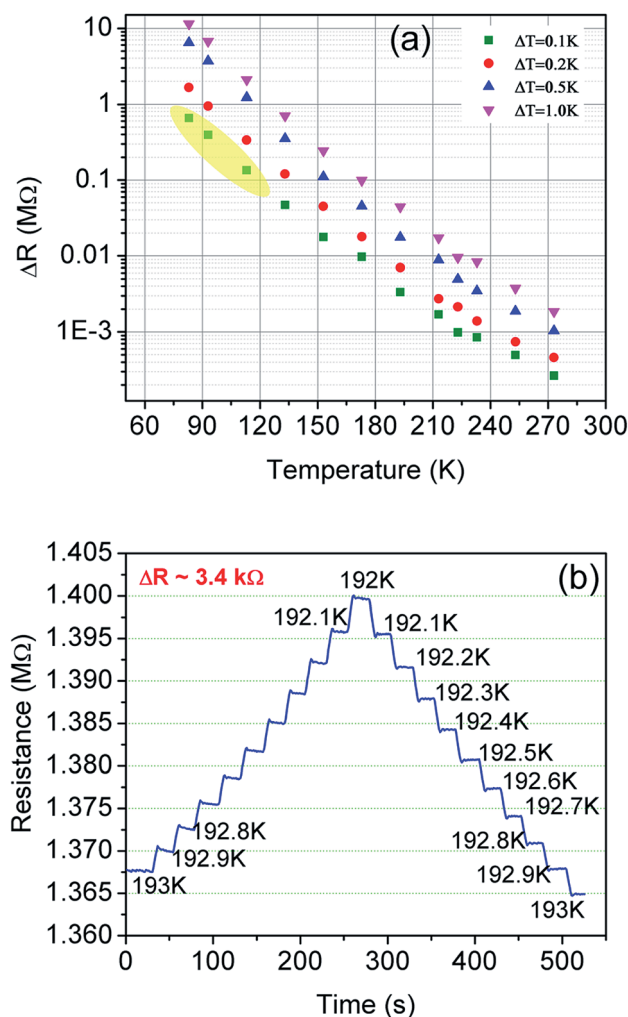 (a)
ΔT=0.1K
ΔT=0.2K
ΔT=0.5K
ΔT=1.0K
10
1
0.1
0.01
1E-3
ΔR (MΩ)
60 90 120 150 180 210 240 270 300
Temperature (K)
(b)
ΔR ~ 3.4 kΩ
1.405
1.400
1.395
1.390
1.385
1.380
1.375
1.370
1.365
1.360
Resistance (MΩ)
192K
192.1K
192.1K
192.2K
192.3K
192.4K
192.5K
192.6K
192.7K
192.8K
192.8K
192.9K
192.9K
193K
193K
0 100 200 300 400 500
Time (s)